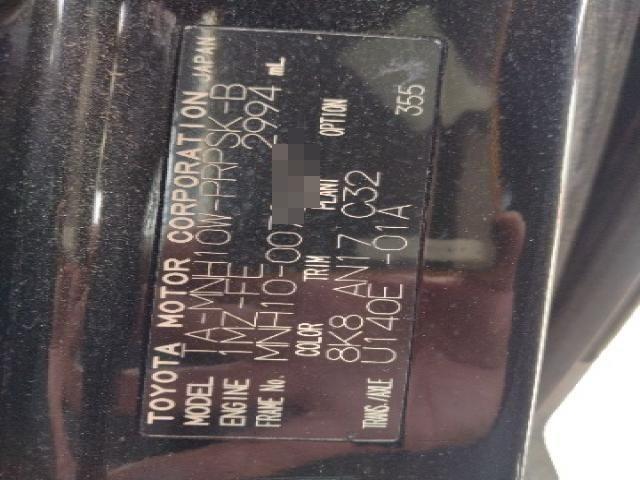 TOYOTA MOTOR CORPORATION JAPAN
MODEL TA-MNH10W-PRPSK-B
ENGINE 1MZ-FE 2994 mL
FRAME No. MNH10-007
COLOR TRIM PLANT OPTION
8K8 AN17 C32 355
TRANS./AXLE U140E -01A